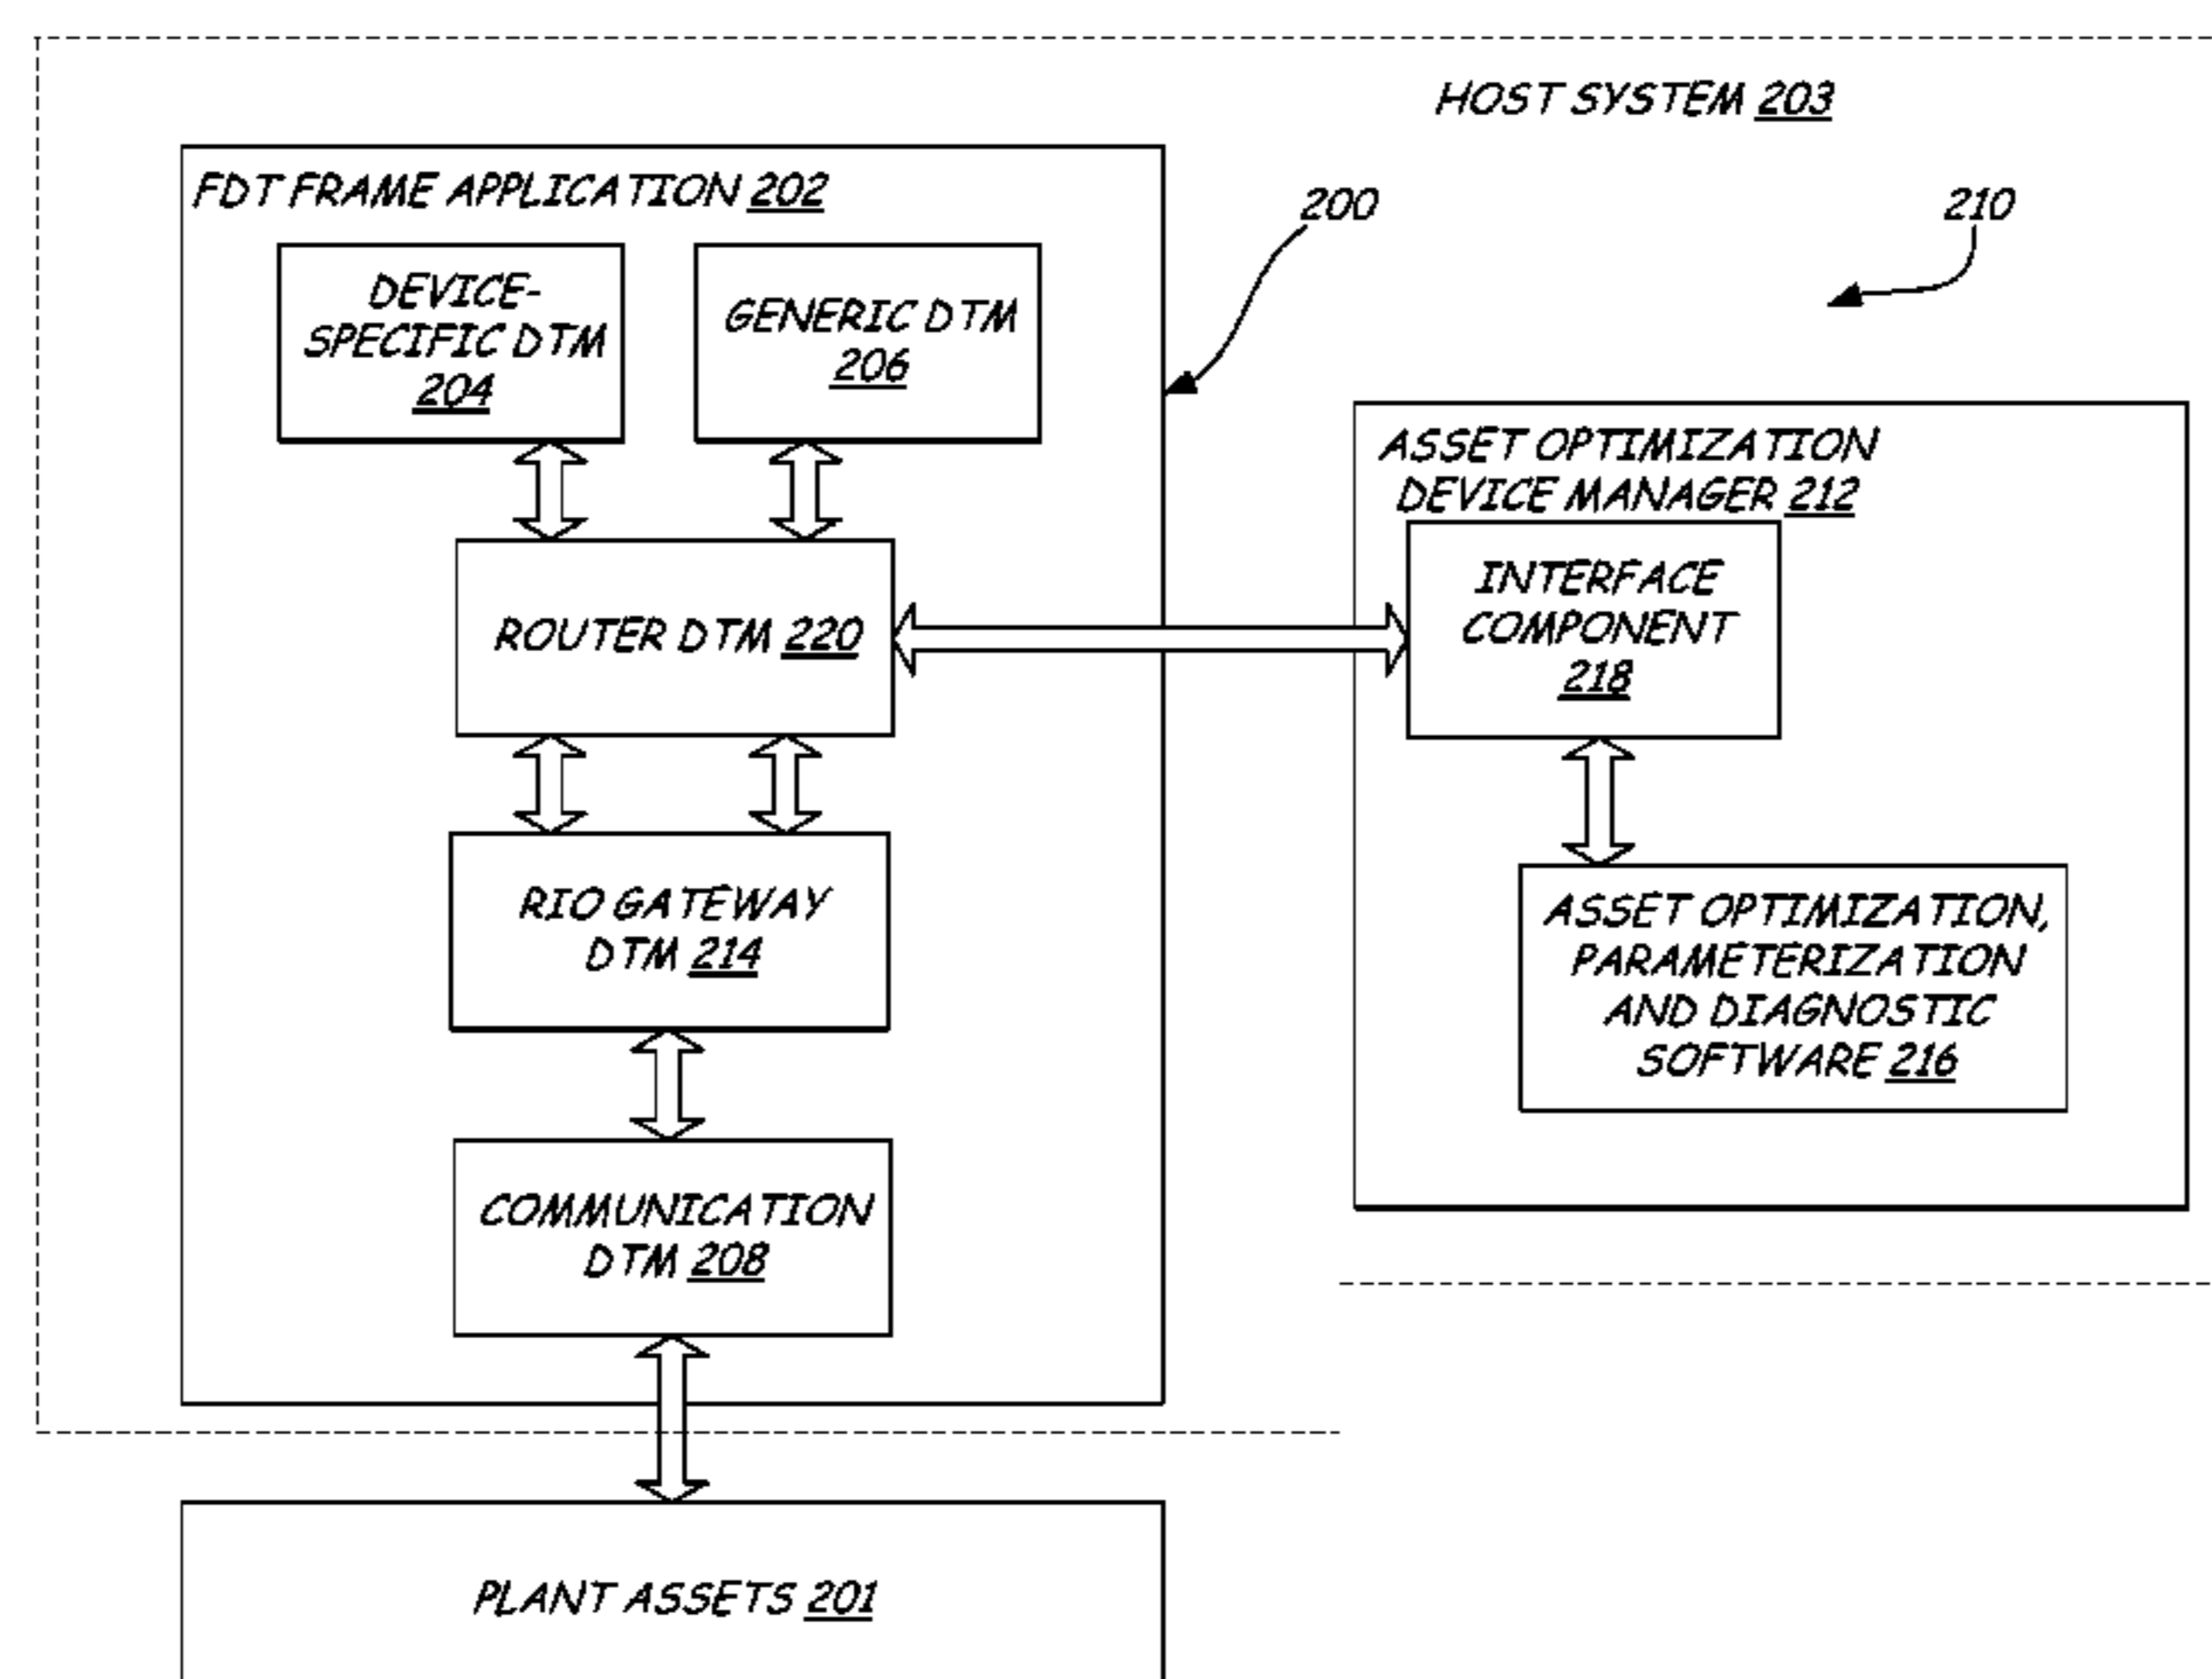 HOST SYSTEM 203
FDT FRAME APPLICATION 202
200
210
DEVICE-
SPECIFIC DTM
204
GENERIC DTM
206
ASSET OPTIMIZATION
DEVICE MANAGER 212
ROUTER DTM 220
INTERFACE
COMPONENT
218
RIO GATEWAY
DTM 214
ASSET OPTIMIZATION,
PARAMETERIZATION
AND DIAGNOSTIC
SOFTWARE 216
COMMUNICATION
DTM 208
PLANT ASSETS 201